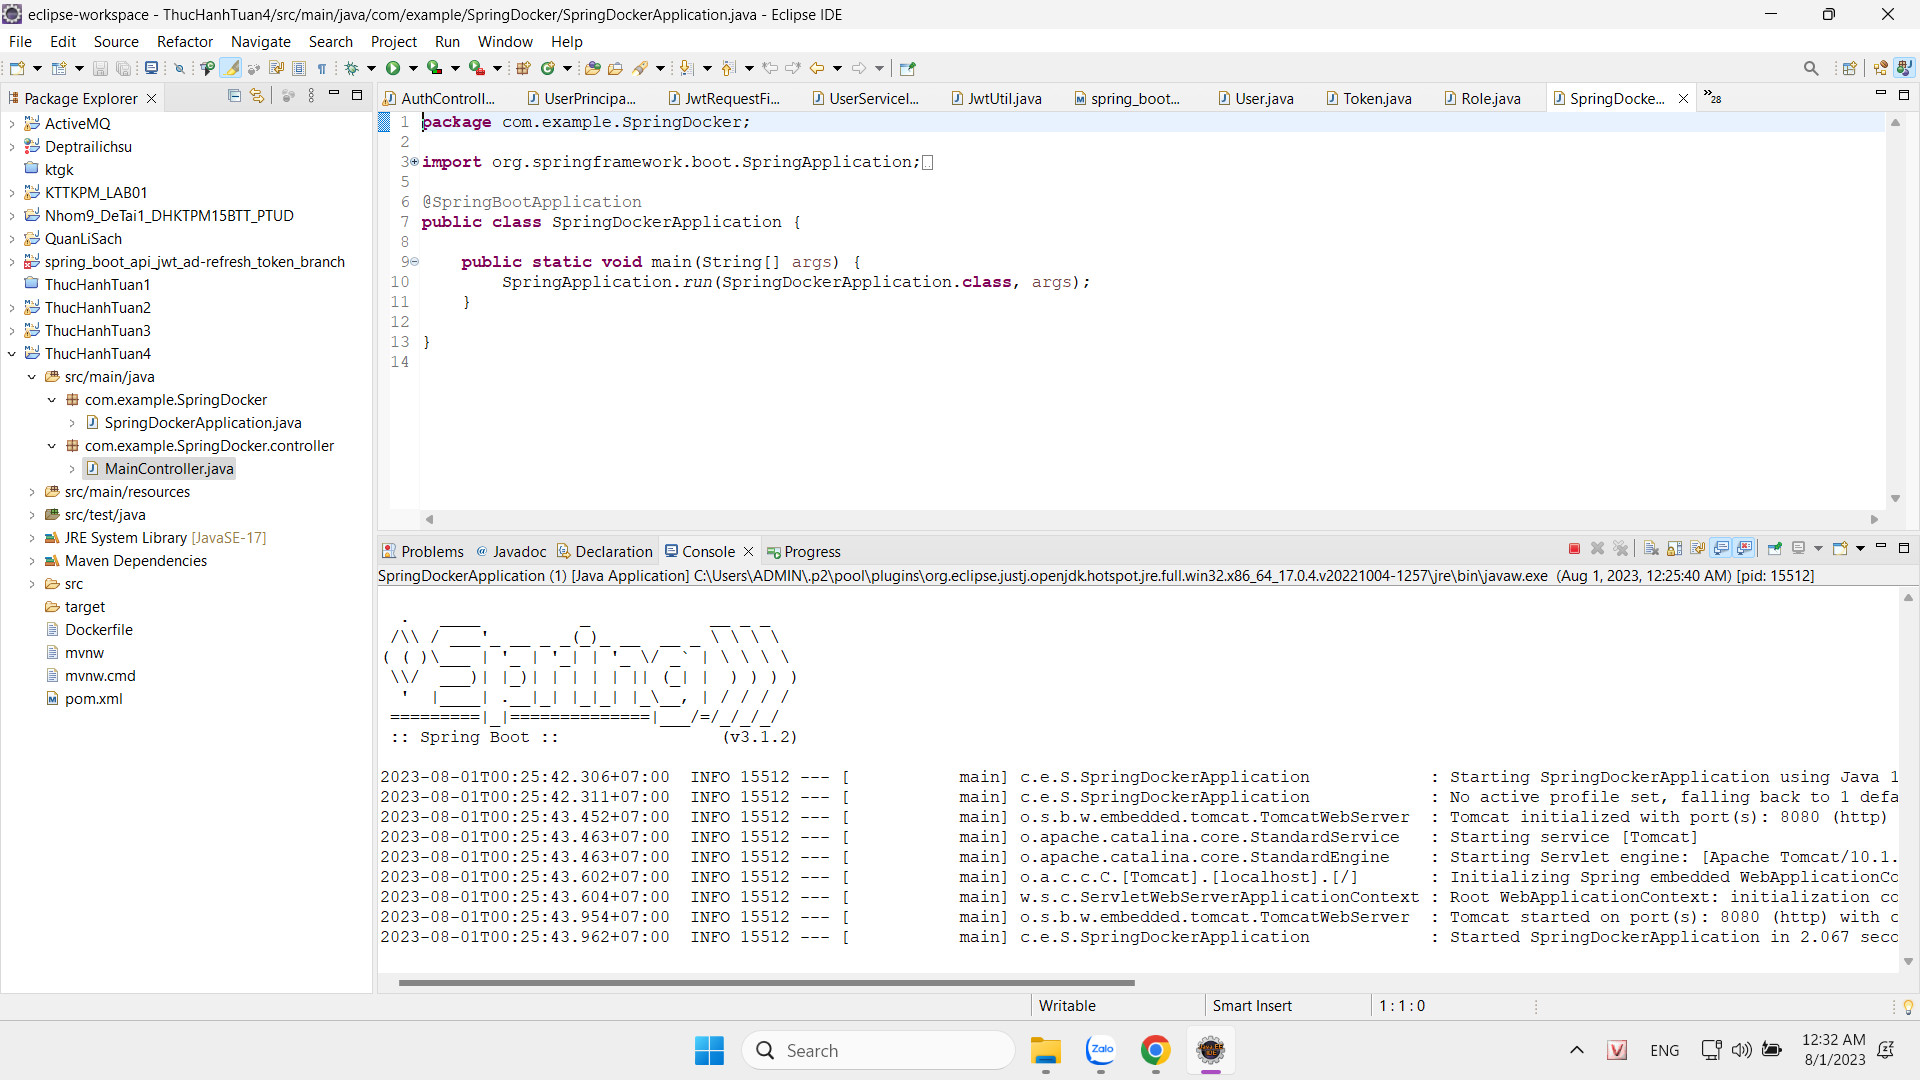 eclipse-workspace - ThucHanhTuan4/src/main/java/com/example/SpringDocker/SpringDockerApplication.java - Eclipse IDE
File Edit Source Refactor Navigate Search Project Run Window Help
Package Explorer
AuthControll... UserPrincipa... JwtRequestFi... UserServiceI... JwtUtil.java spring_boot... User.java Token.java Role.java SpringDocke... 28
ActiveMQ
Deptrailichsu
ktgk
KTTKPM_LAB01
Nhom9_DeTai1_DHKTPM15BTT_PTUD
QuanLiSach
spring_boot_api_jwt_ad-refresh_token_branch
ThucHanhTuan1
ThucHanhTuan2
ThucHanhTuan3
ThucHanhTuan4
src/main/java
com.example.SpringDocker
SpringDockerApplication.java
com.example.SpringDocker.controller
MainController.java
src/main/resources
src/test/java
JRE System Library [JavaSE-17]
Maven Dependencies
src
target
Dockerfile
mvnw
mvnw.cmd
pom.xml
1 package com.example.SpringDocker;
2
3 import org.springframework.boot.SpringApplication;
5
6 @SpringBootApplication
7 public class SpringDockerApplication {
8
9 public static void main(String[] args) {
10 SpringApplication.run(SpringDockerApplication.class, args);
11 }
12
13 }
14
Problems @ Javadoc Declaration Console Progress
SpringDockerApplication (1) [Java Application] C:\Users\ADMIN\.p2\pool\plugins\org.eclipse.justj.openjdk.hotspot.jre.full.win32.x86_64_17.0.4.v20221004-1257\jre\bin\javaw.exe (Aug 1, 2023, 12:25:40 AM) [pid: 15512]
  .   ____          _            __ _ _
 /\\ / ___'_ __ _ _(_)_ __  __ _ \ \ \ \
( ( )\___ | '_ | '_| | '_ \/ _` | \ \ \ \
 \\/  ___)| |_)| | | | | || (_| |  ) ) ) )
  '  |____| .__|_| |_|_| |_\__, | / / / /
 =========|_|==============|___/=/_/_/_/
 :: Spring Boot ::                (v3.1.2)
2023-08-01T00:25:42.306+07:00 INFO 15512 --- [ main] c.e.S.SpringDockerApplication : Starting SpringDockerApplication using Java 1
2023-08-01T00:25:42.311+07:00 INFO 15512 --- [ main] c.e.S.SpringDockerApplication : No active profile set, falling back to 1 defa
2023-08-01T00:25:43.452+07:00 INFO 15512 --- [ main] o.s.b.w.embedded.tomcat.TomcatWebServer : Tomcat initialized with port(s): 8080 (http)
2023-08-01T00:25:43.463+07:00 INFO 15512 --- [ main] o.apache.catalina.core.StandardService : Starting service [Tomcat]
2023-08-01T00:25:43.463+07:00 INFO 15512 --- [ main] o.apache.catalina.core.StandardEngine : Starting Servlet engine: [Apache Tomcat/10.1.
2023-08-01T00:25:43.602+07:00 INFO 15512 --- [ main] o.a.c.c.C.[Tomcat].[localhost].[/] : Initializing Spring embedded WebApplicationCo
2023-08-01T00:25:43.604+07:00 INFO 15512 --- [ main] w.s.c.ServletWebServerApplicationContext : Root WebApplicationContext: initialization co
2023-08-01T00:25:43.954+07:00 INFO 15512 --- [ main] o.s.b.w.embedded.tomcat.TomcatWebServer : Tomcat started on port(s): 8080 (http) with c
2023-08-01T00:25:43.962+07:00 INFO 15512 --- [ main] c.e.S.SpringDockerApplication : Started SpringDockerApplication in 2.067 seco
Writable Smart Insert 1 : 1 : 0
Search Zalo ENG 12:32 AM
8/1/2023